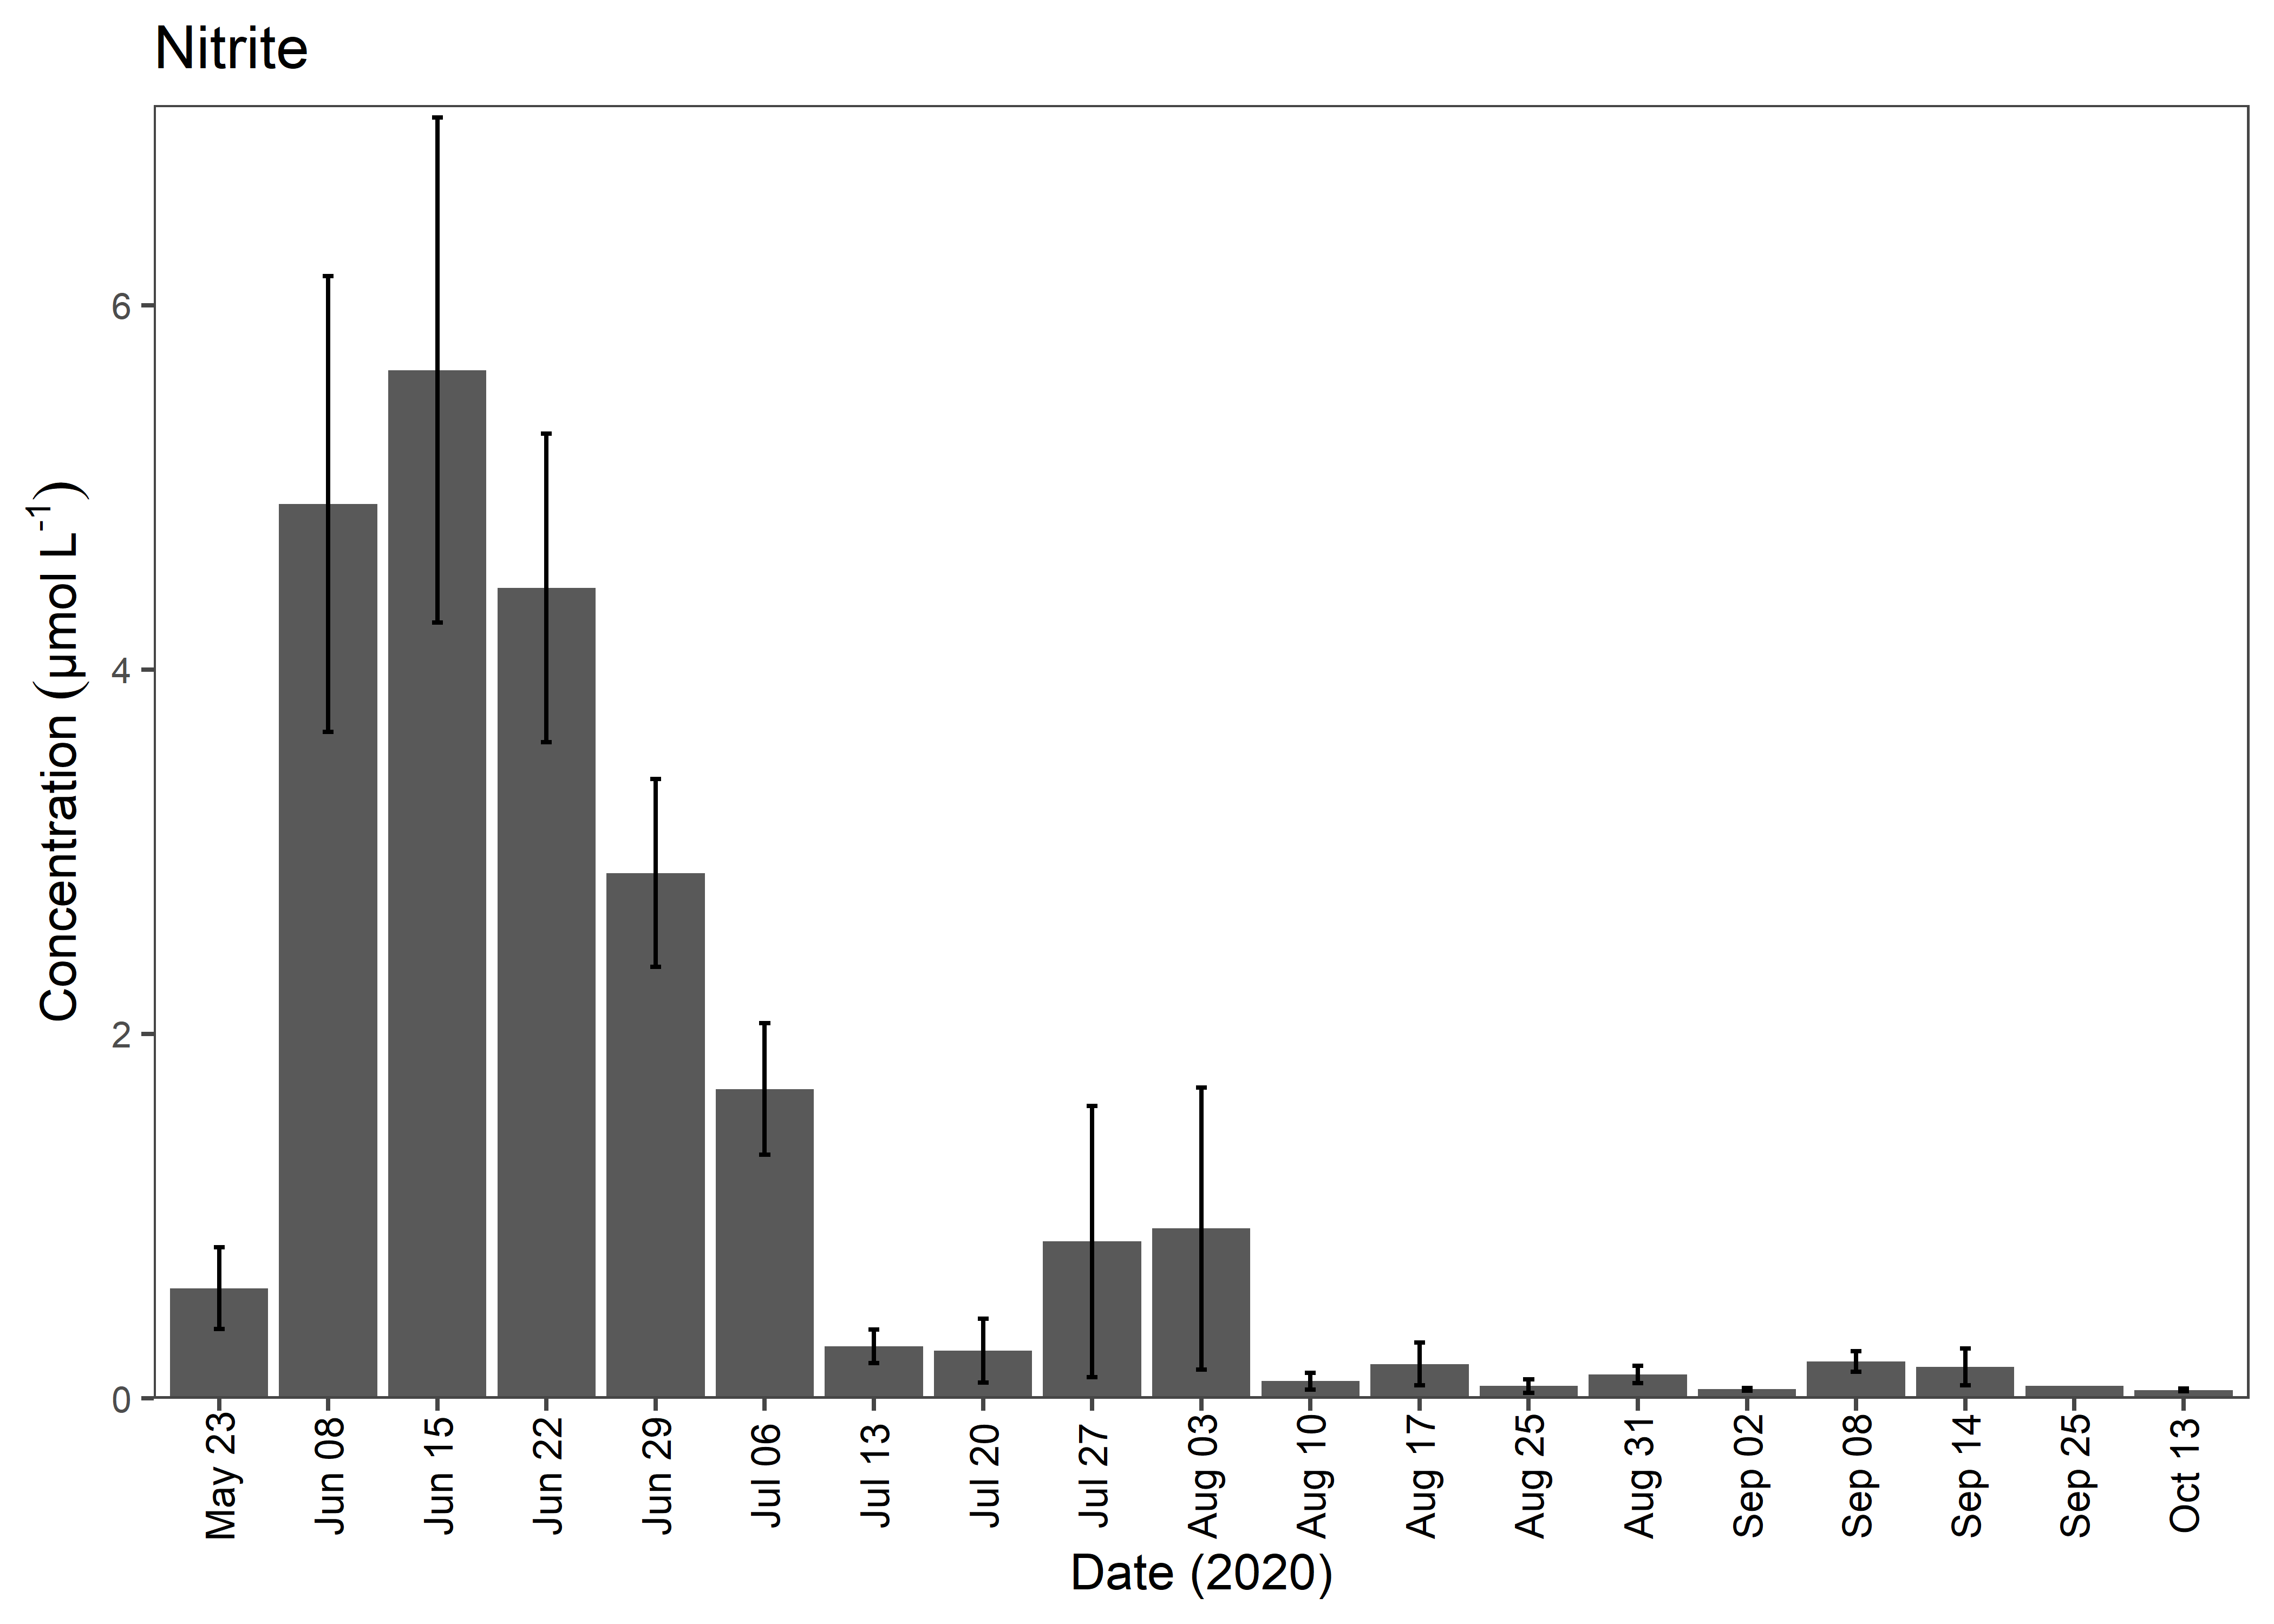 Nitrite
Concentration (μmol L⁻¹)
6
4
2
0
May 23
Jun 08
Jun 15
Jun 22
Jun 29
Jul 06
Jul 13
Jul 20
Jul 27
Aug 03
Aug 10
Aug 17
Aug 25
Aug 31
Sep 02
Sep 08
Sep 14
Sep 25
Oct 13
Date (2020)